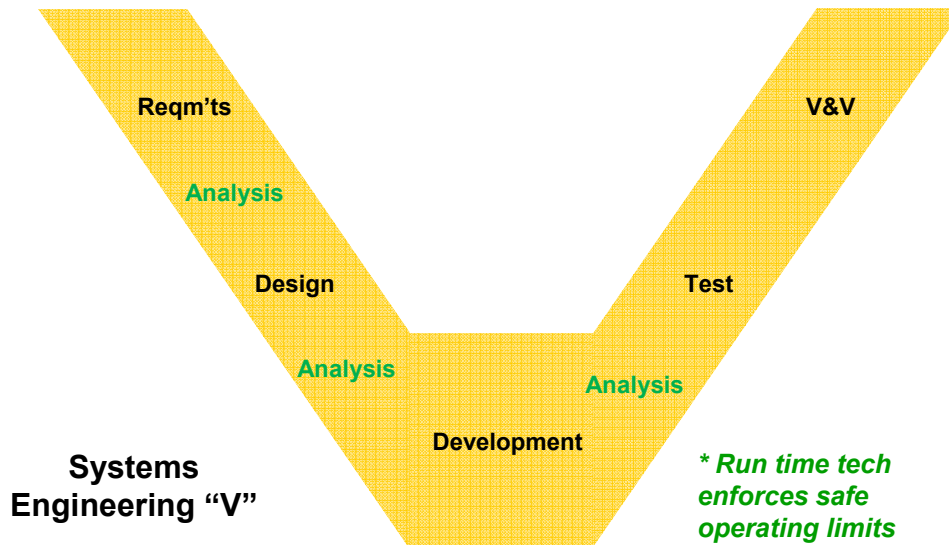 Reqm'ts
V&V
Analysis
Design
Test
Analysis
Analysis
Development
Systems
Engineering “V”
* Run time tech
enforces safe
operating limits